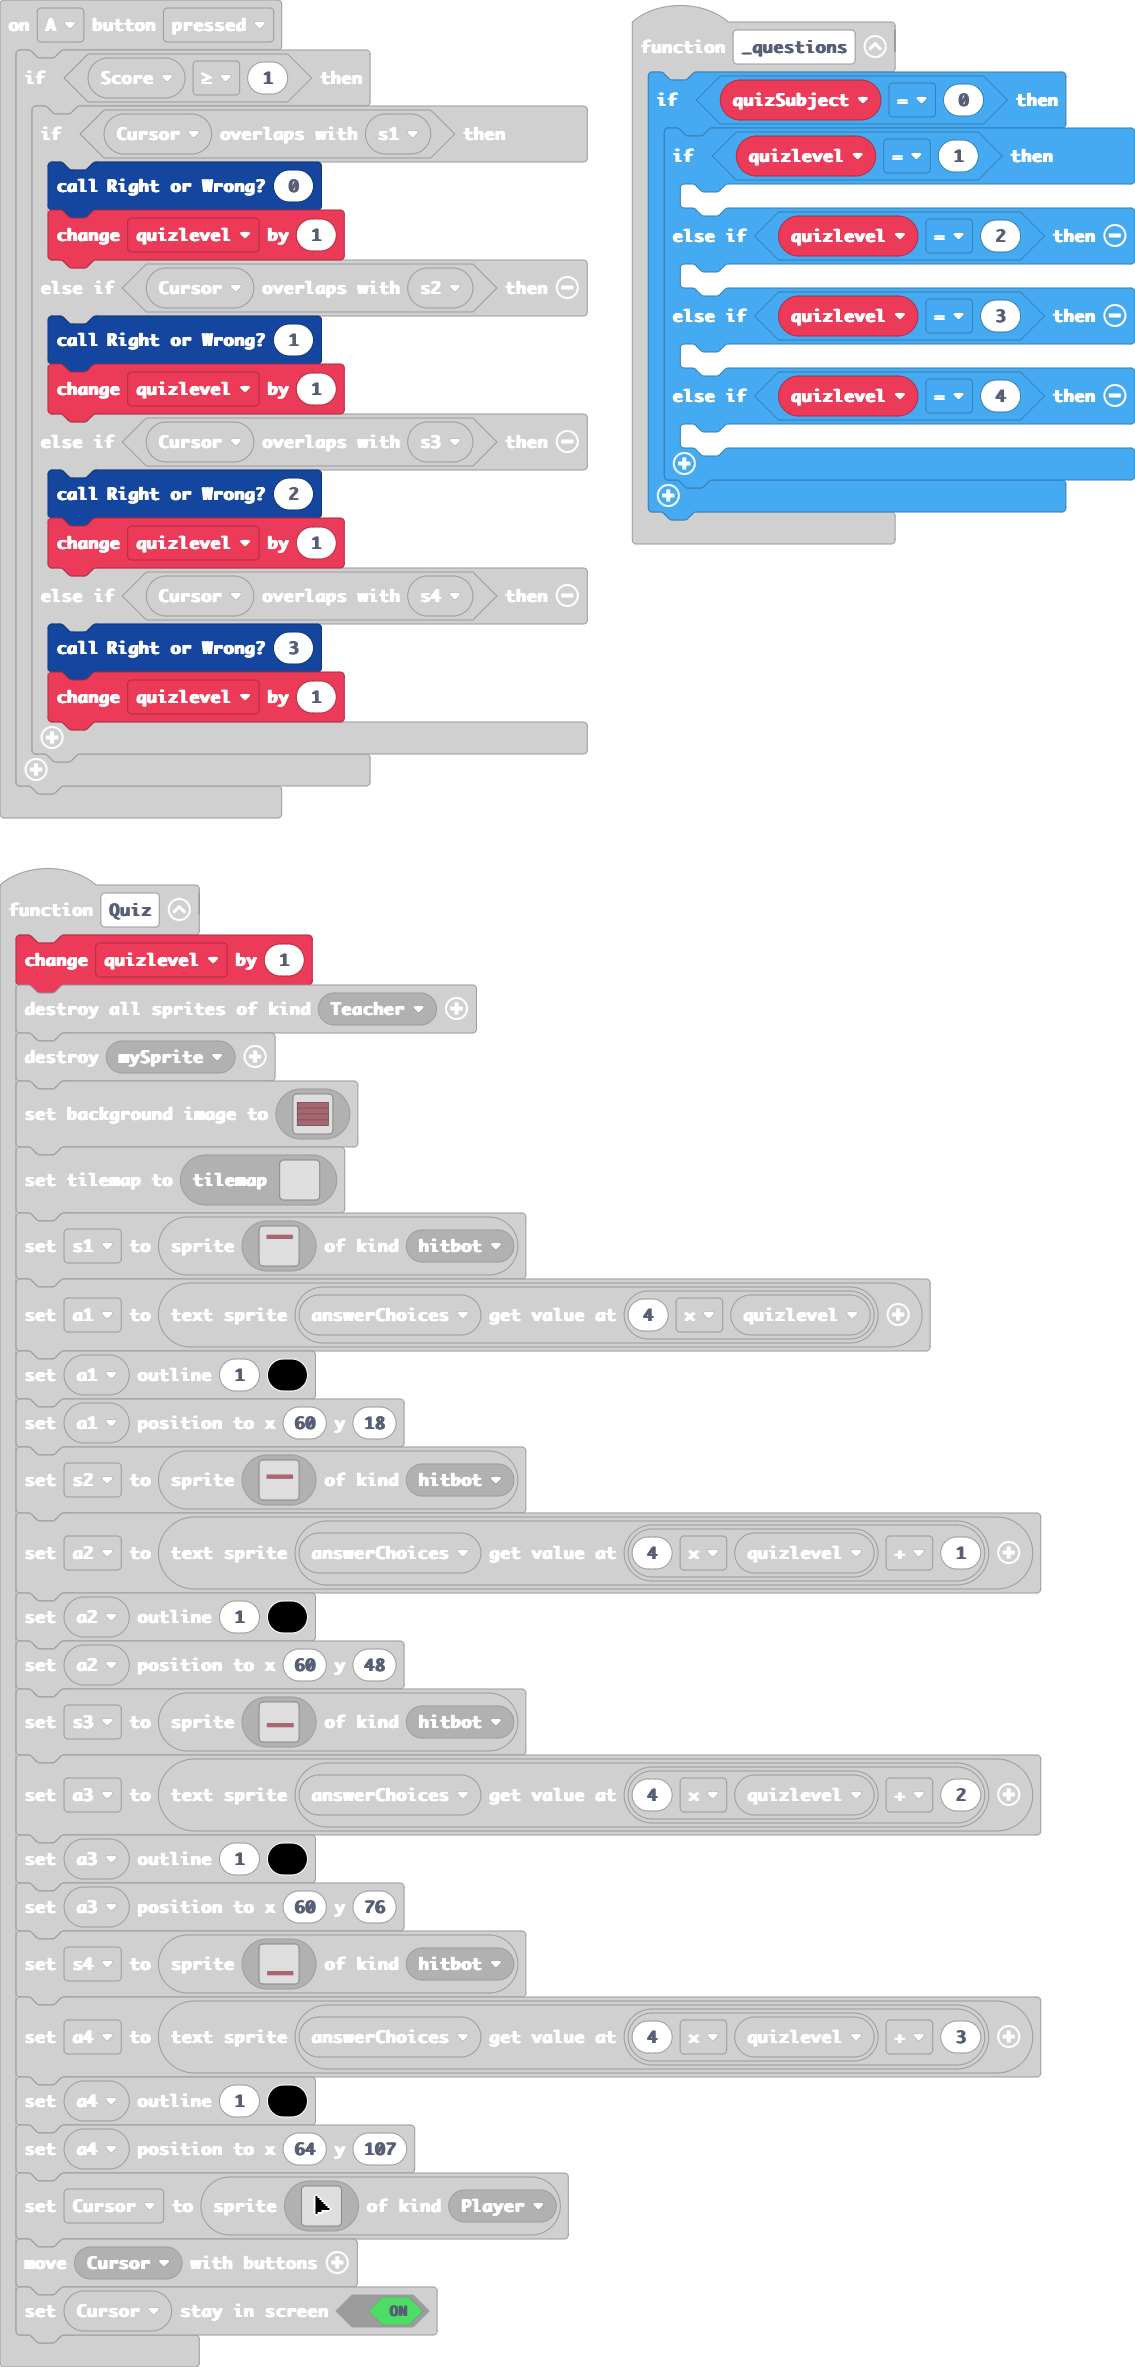 on A button pressed
if Score ≥ 1 then
if Cursor overlaps with s1 then
call Right or Wrong? 0
change quizlevel by 1
else if Cursor overlaps with s2 then
call Right or Wrong? 1
change quizlevel by 1
else if Cursor overlaps with s3 then
call Right or Wrong? 2
change quizlevel by 1
else if Cursor overlaps with s4 then
call Right or Wrong? 3
change quizlevel by 1
function _questions
if quizSubject = 0 then
if quizlevel = 1 then
else if quizlevel = 2 then
else if quizlevel = 3 then
else if quizlevel = 4 then
function Quiz
change quizlevel by 1
destroy all sprites of kind Teacher
destroy mySprite
set background image to
set tilemap to tilemap
set s1 to sprite of kind hitbot
set a1 to text sprite answerChoices get value at 4 x quizlevel
set a1 outline 1
set a1 position to x 60 y 18
set s2 to sprite of kind hitbot
set a2 to text sprite answerChoices get value at 4 x quizlevel + 1
set a2 outline 1
set a2 position to x 60 y 48
set s3 to sprite of kind hitbot
set a3 to text sprite answerChoices get value at 4 x quizlevel + 2
set a3 outline 1
set a3 position to x 60 y 76
set s4 to sprite of kind hitbot
set a4 to text sprite answerChoices get value at 4 x quizlevel + 3
set a4 outline 1
set a4 position to x 64 y 107
set Cursor to sprite of kind Player
move Cursor with buttons
set Cursor stay in screen ON